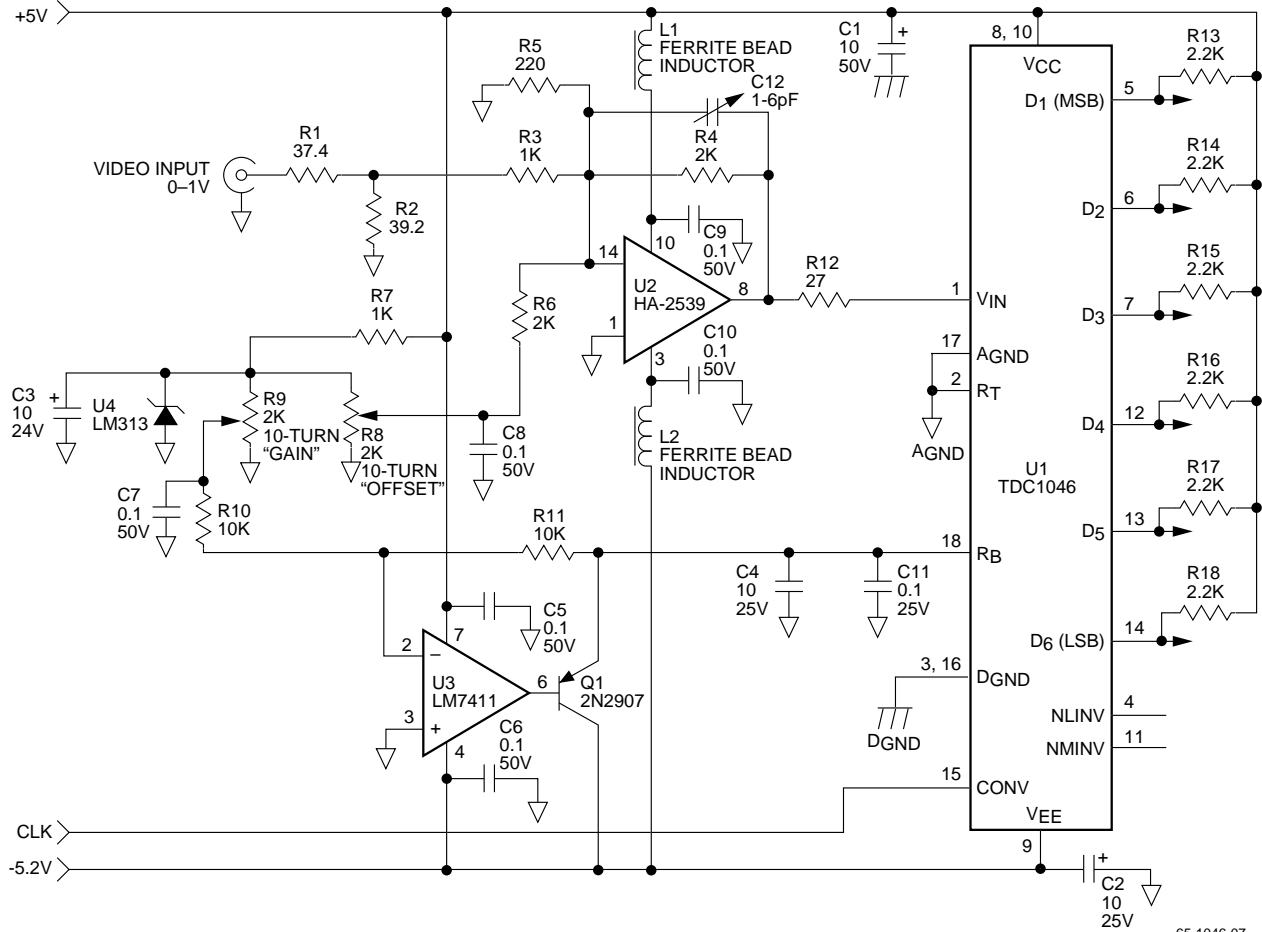 +5V
R5
220
L1
FERRITE BEAD
INDUCTOR
C12
1-6pF
C1
10
50V
+
8, 10
VCC
R13
2.2K
5
D1 (MSB)
VIDEO INPUT
0–1V
R1
37.4
R2
39.2
R3
1K
R4
2K
R14
2.2K
6
D2
C9
0.1
50V
10
14
U2
HA-2539
8
1
3
R12
27
1
VIN
R15
2.2K
7
D3
R7
1K
R6
2K
C10
0.1
50V
17
AGND
2
RT
AGND
R16
2.2K
12
D4
C3
10
24V
+
U4
LM313
R9
2K
10-TURN
“GAIN”
R8
2K
10-TURN
“OFFSET”
C8
0.1
50V
L2
FERRITE BEAD
INDUCTOR
U1
TDC1046
R17
2.2K
13
D5
C7
0.1
50V
R10
10K
R11
10K
18
RB
C4
10
25V
C11
0.1
25V
R18
2.2K
14
D6 (LSB)
C5
0.1
50V
7
2
–
U3
LM7411
6
3
+
4
Q1
2N2907
C6
0.1
50V
3, 16
DGND
DGND
NLINV
4
NMINV
11
15
CONV
CLK
VEE
9
-5.2V
+
C2
10
25V